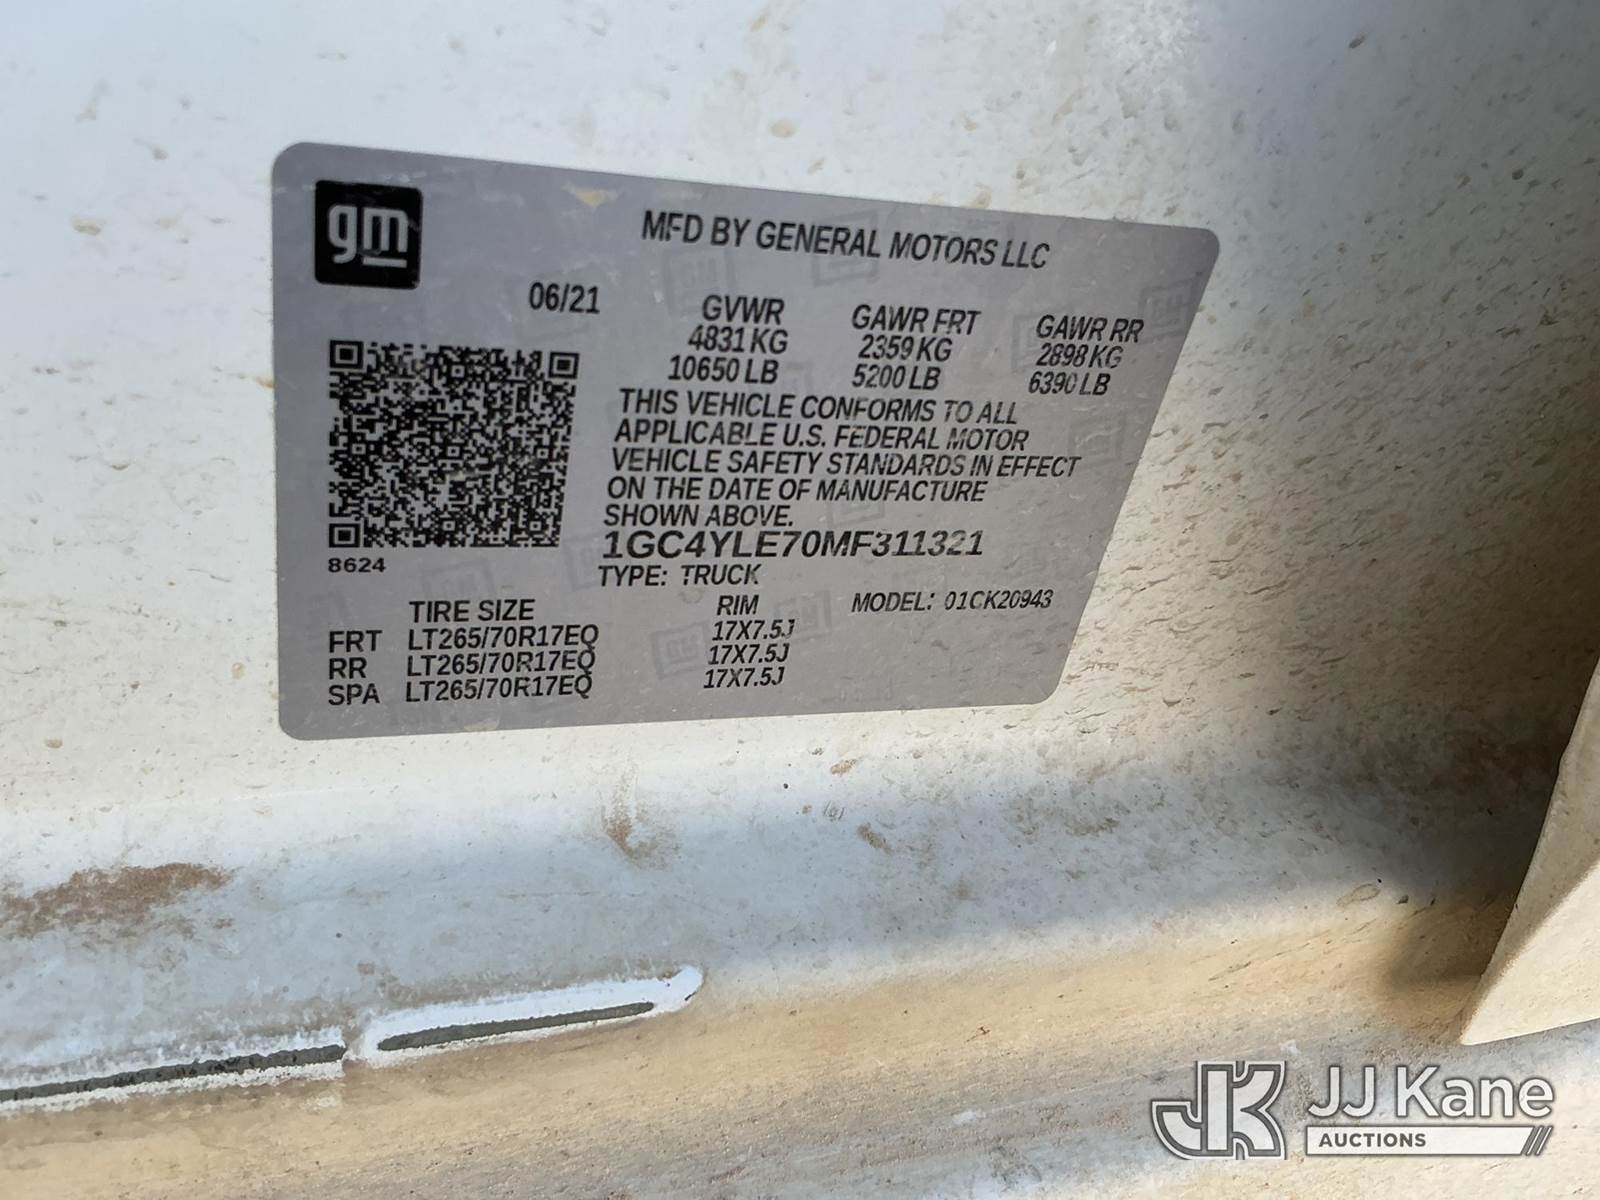 gm
MFD BY GENERAL MOTORS LLC
06/21
GVWR GAWR FRT GAWR RR
4831 KG 2359 KG 2898 KG
10650 LB 5200 LB 6390 LB
THIS VEHICLE CONFORMS TO ALL
APPLICABLE U.S. FEDERAL MOTOR
VEHICLE SAFETY STANDARDS IN EFFECT
ON THE DATE OF MANUFACTURE
SHOWN ABOVE.
1GC4YLE70MF311321
8624
TYPE: TRUCK
TIRE SIZE RIM MODEL: 01CK20943
FRT LT265/70R17EQ 17X7.5J
RR LT265/70R17EQ 17X7.5J
SPA LT265/70R17EQ 17X7.5J
JK JJ Kane
AUCTIONS